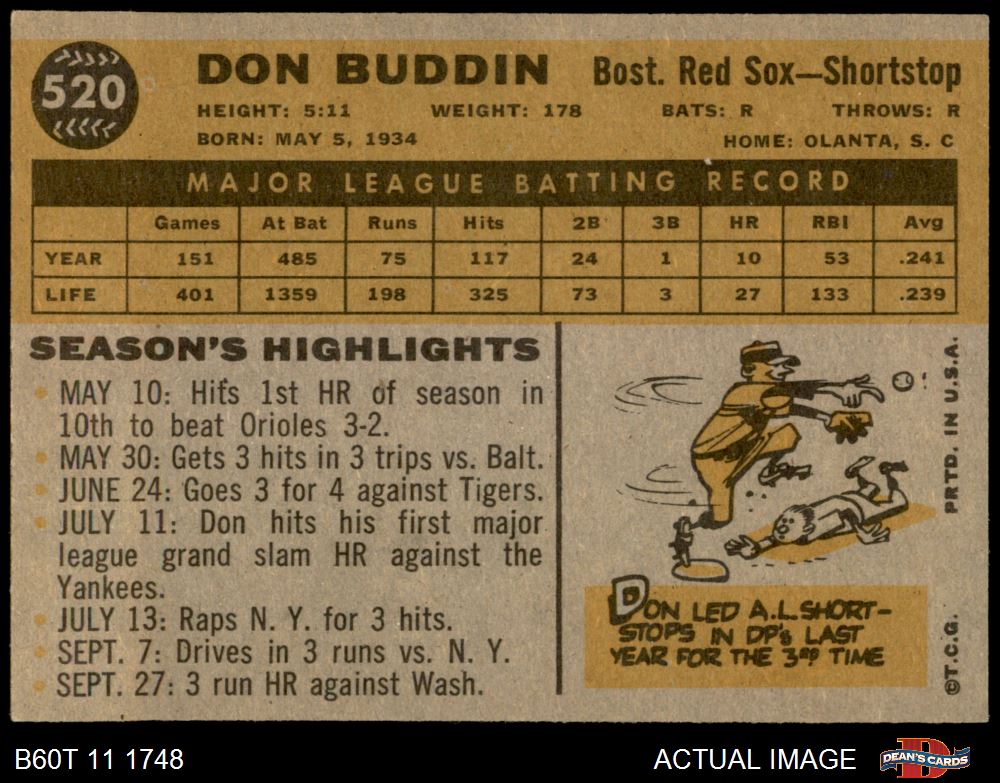 520
DON BUDDIN Bost. Red Sox—Shortstop
HEIGHT: 5:11 WEIGHT: 178 BATS: R THROWS: R
BORN: MAY 5, 1934 HOME: OLANTA, S. C
MAJOR LEAGUE BATTING RECORD
Games At Bat Runs Hits 2B 3B HR RBI Avg
YEAR 151 485 75 117 24 1 10 53 .241
LIFE 401 1359 198 325 73 3 27 133 .239
SEASON'S HIGHLIGHTS
• MAY 10: Hits 1st HR of season in
10th to beat Orioles 3-2.
• MAY 30: Gets 3 hits in 3 trips vs. Balt.
• JUNE 24: Goes 3 for 4 against Tigers.
• JULY 11: Don hits his first major
league grand slam HR against the
Yankees.
• JULY 13: Raps N. Y. for 3 hits.
• SEPT. 7: Drives in 3 runs vs. N. Y.
• SEPT. 27: 3 run HR against Wash.
DON LED A.L. SHORT-
STOPS IN DP's LAST
YEAR FOR THE 3RD TIME
©T.C.G. PRTD. IN U.S.A.
B60T 11 1748 ACTUAL IMAGE DEAN'S CARDS